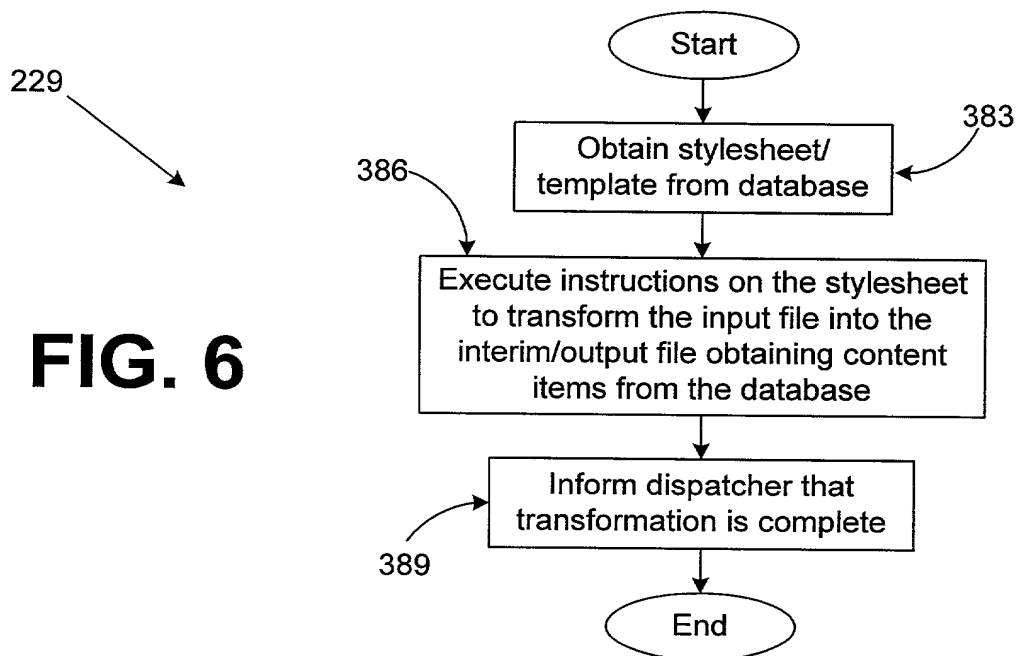 Start
229
383
Obtain stylesheet/
template from database
386
Execute instructions on the stylesheet
to transform the input file into the
interim/output file obtaining content
items from the database
FIG. 6
Inform dispatcher that
transformation is complete
389
End